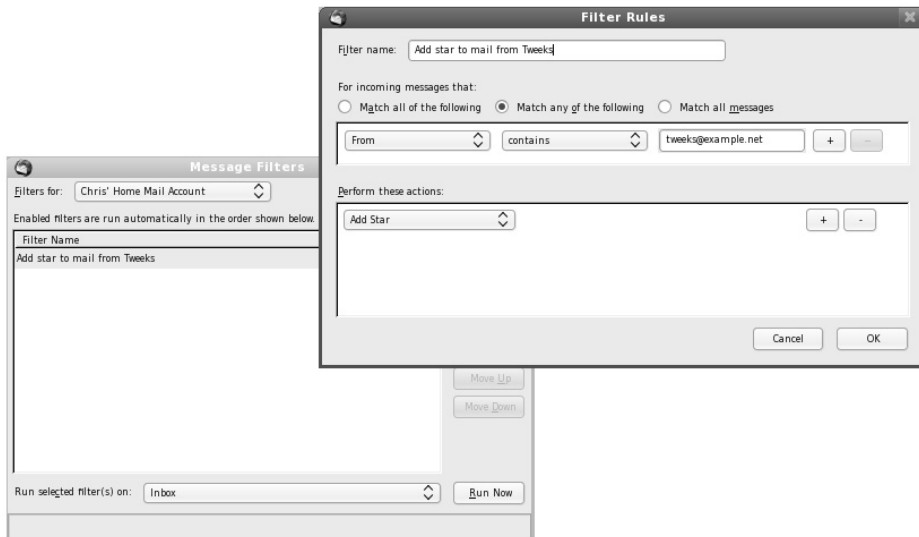 Filter Rules
Filter name: Add star to mail from Tweeks
For incoming messages that:
Match all of the following Match any of the following Match all messages
From contains tweeks@example.net + -
Perform these actions:
Add Star + -
Cancel OK
Message Filters
Filters for: Chris' Home Mail Account
Enabled filters are run automatically in the order shown below.
Filter Name
Add star to mail from Tweeks
Move Up
Move Down
Run selected filter(s) on: Inbox Run Now